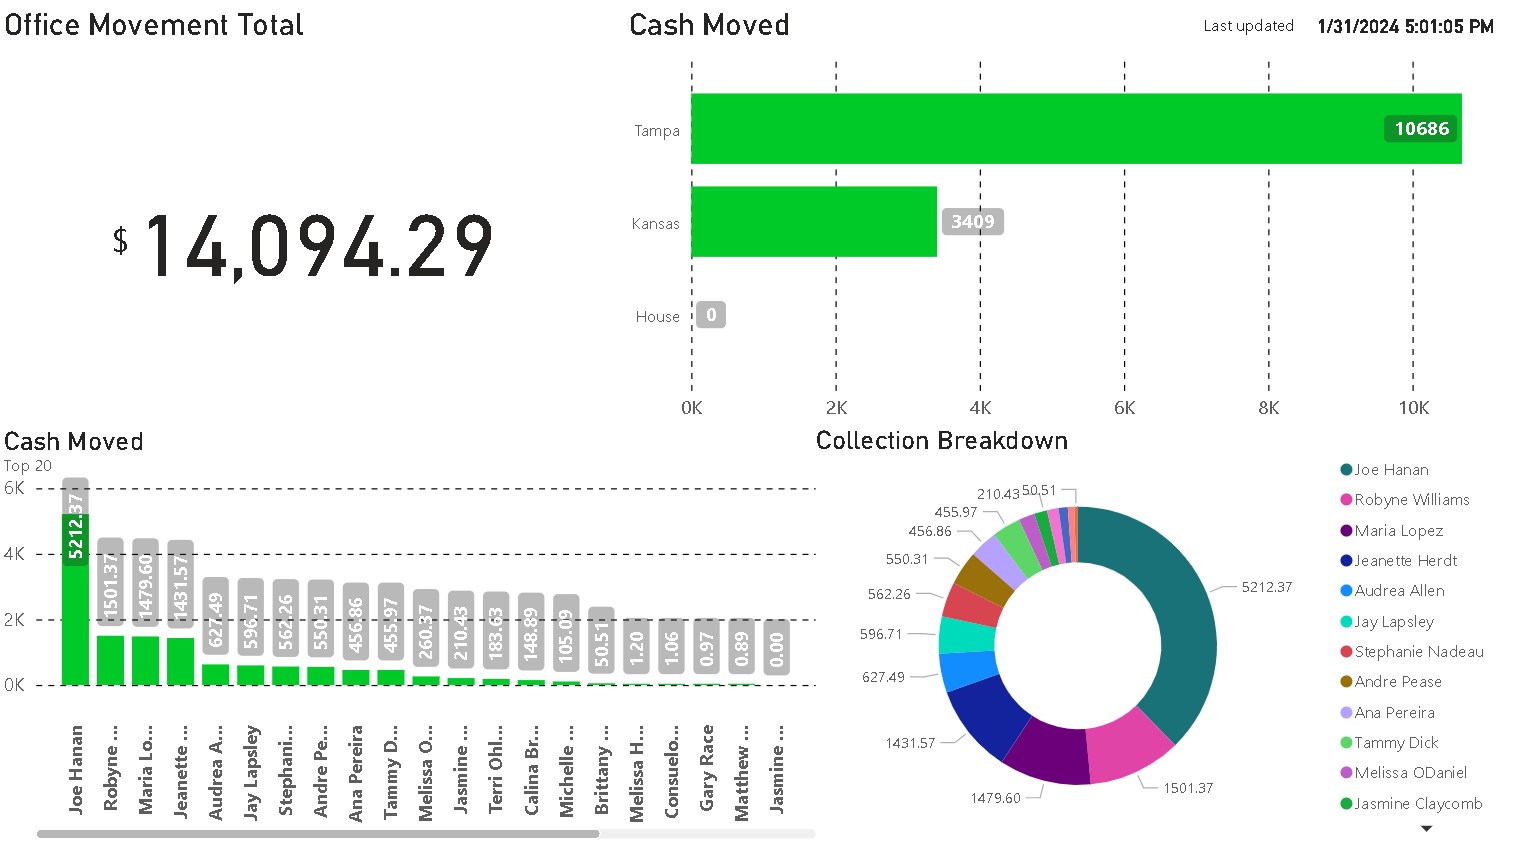 Office Movement Total
$ 14,094.29
Cash Moved
Last updated 1/31/2024 5:01:05 PM
Tampa 10686
Kansas 3409
House 0
0K 2K 4K 6K 8K 10K
Cash Moved
Top 20
6K
4K
2K
0K
5212.37
1501.37
1479.60
1431.57
627.49
596.71
562.26
550.31
456.86
455.97
260.37
210.43
183.63
148.89
105.09
50.51
1.20
1.06
0.97
0.89
0.00
Joe Hanan
Robyne ...
Maria Lo...
Jeanette ...
Audrea A...
Jay Lapsley
Stephani...
Andre Pe...
Ana Pereira
Tammy D...
Melissa O...
Jasmine ...
Terri Ohl...
Calina Br...
Michelle ...
Brittany ...
Melissa H...
Consuelo...
Gary Race
Matthew ...
Jasmine ...
Collection Breakdown
50.51
210.43
455.97
456.86
550.31
562.26
596.71
627.49
1431.57
1479.60
1501.37
5212.37
Joe Hanan
Robyne Williams
Maria Lopez
Jeanette Herdt
Audrea Allen
Jay Lapsley
Stephanie Nadeau
Andre Pease
Ana Pereira
Tammy Dick
Melissa ODaniel
Jasmine Claycomb